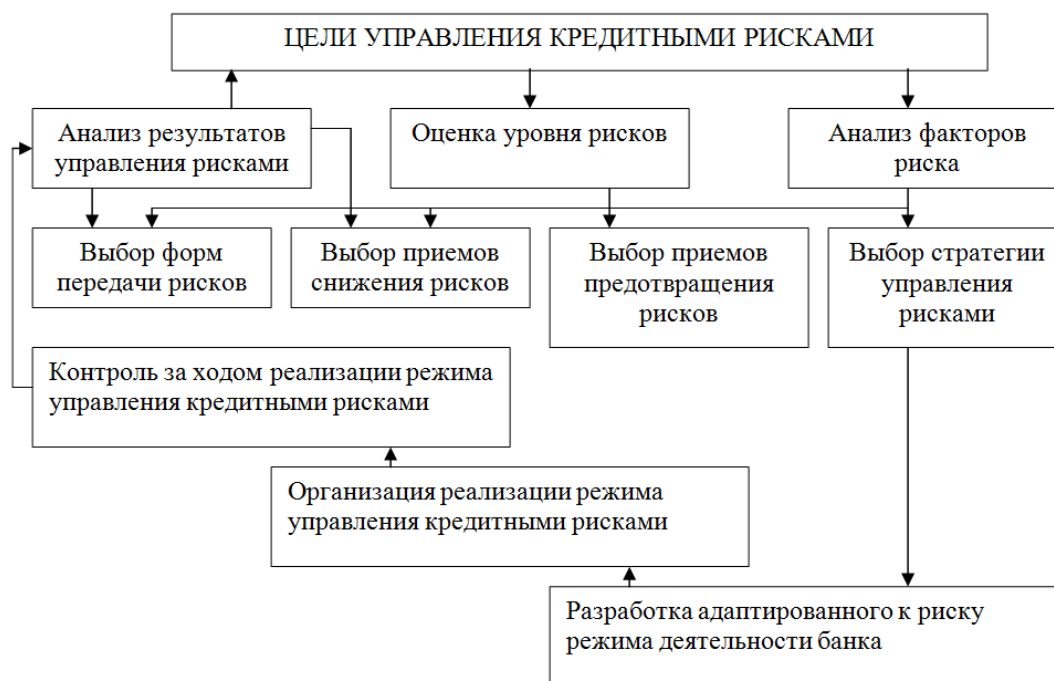 ЦЕЛИ УПРАВЛЕНИЯ КРЕДИТНЫМИ РИСКАМИ
Анализ результатов
управления рисками
Оценка уровня рисков
Анализ факторов
риска
Выбор форм
передачи рисков
Выбор приемов
снижения рисков
Выбор приемов
предотвращения
рисков
Выбор стратегии
управления
рисками
Контроль за ходом реализации режима
управления кредитными рисками
Организация реализации режима
управления кредитными рисками
Разработка адаптированного к риску
режима деятельности банка